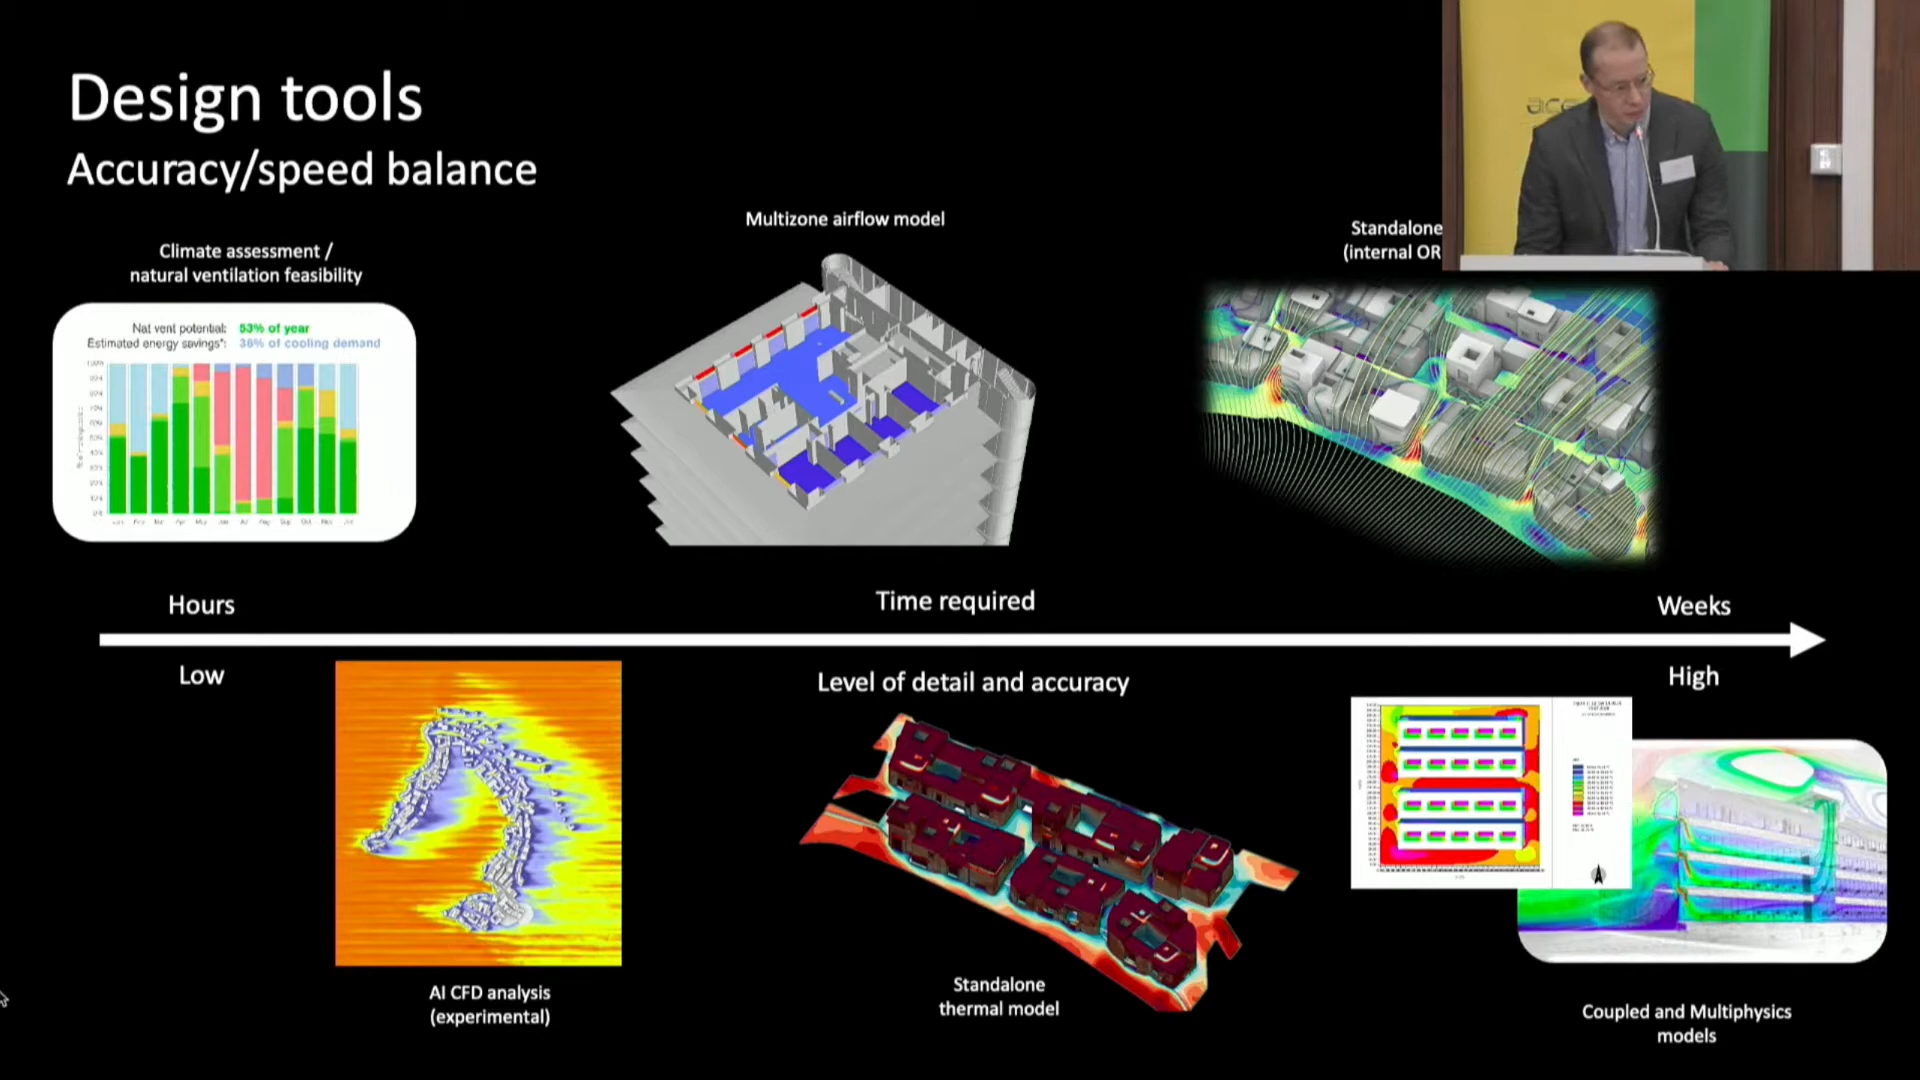 Design tools
Accuracy/speed balance
Climate assessment /
natural ventilation feasibility
Nat vent potential: 53% of year
Estimated energy savings*: 36% of cooling demand
Multizone airflow model
Standalone
(internal OR
ace
Hours
Time required
Weeks
Low
Level of detail and accuracy
High
AI CFD analysis
(experimental)
Standalone
thermal model
Coupled and Multiphysics
models